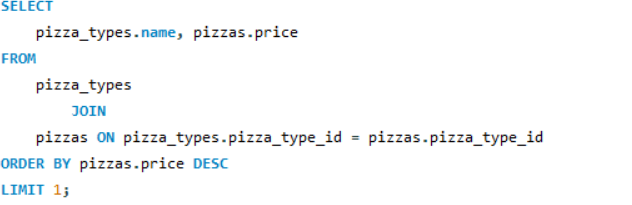 SELECT
pizza_types.name, pizzas.price
FROM
pizza_types
JOIN
pizzas ON pizza_types.pizza_type_id = pizzas.pizza_type_id
ORDER BY pizzas.price DESC
LIMIT 1;